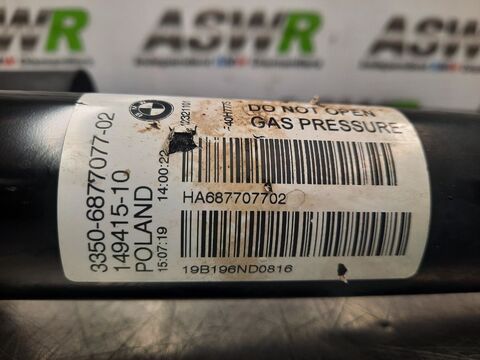 ASWR
ASWR
Independent
3350-6877077-02
149415-10
POLAND
15:07:19 14:00:22
DO NOT OPEN
GAS PRESSURE
HA687707702
19B196ND0816